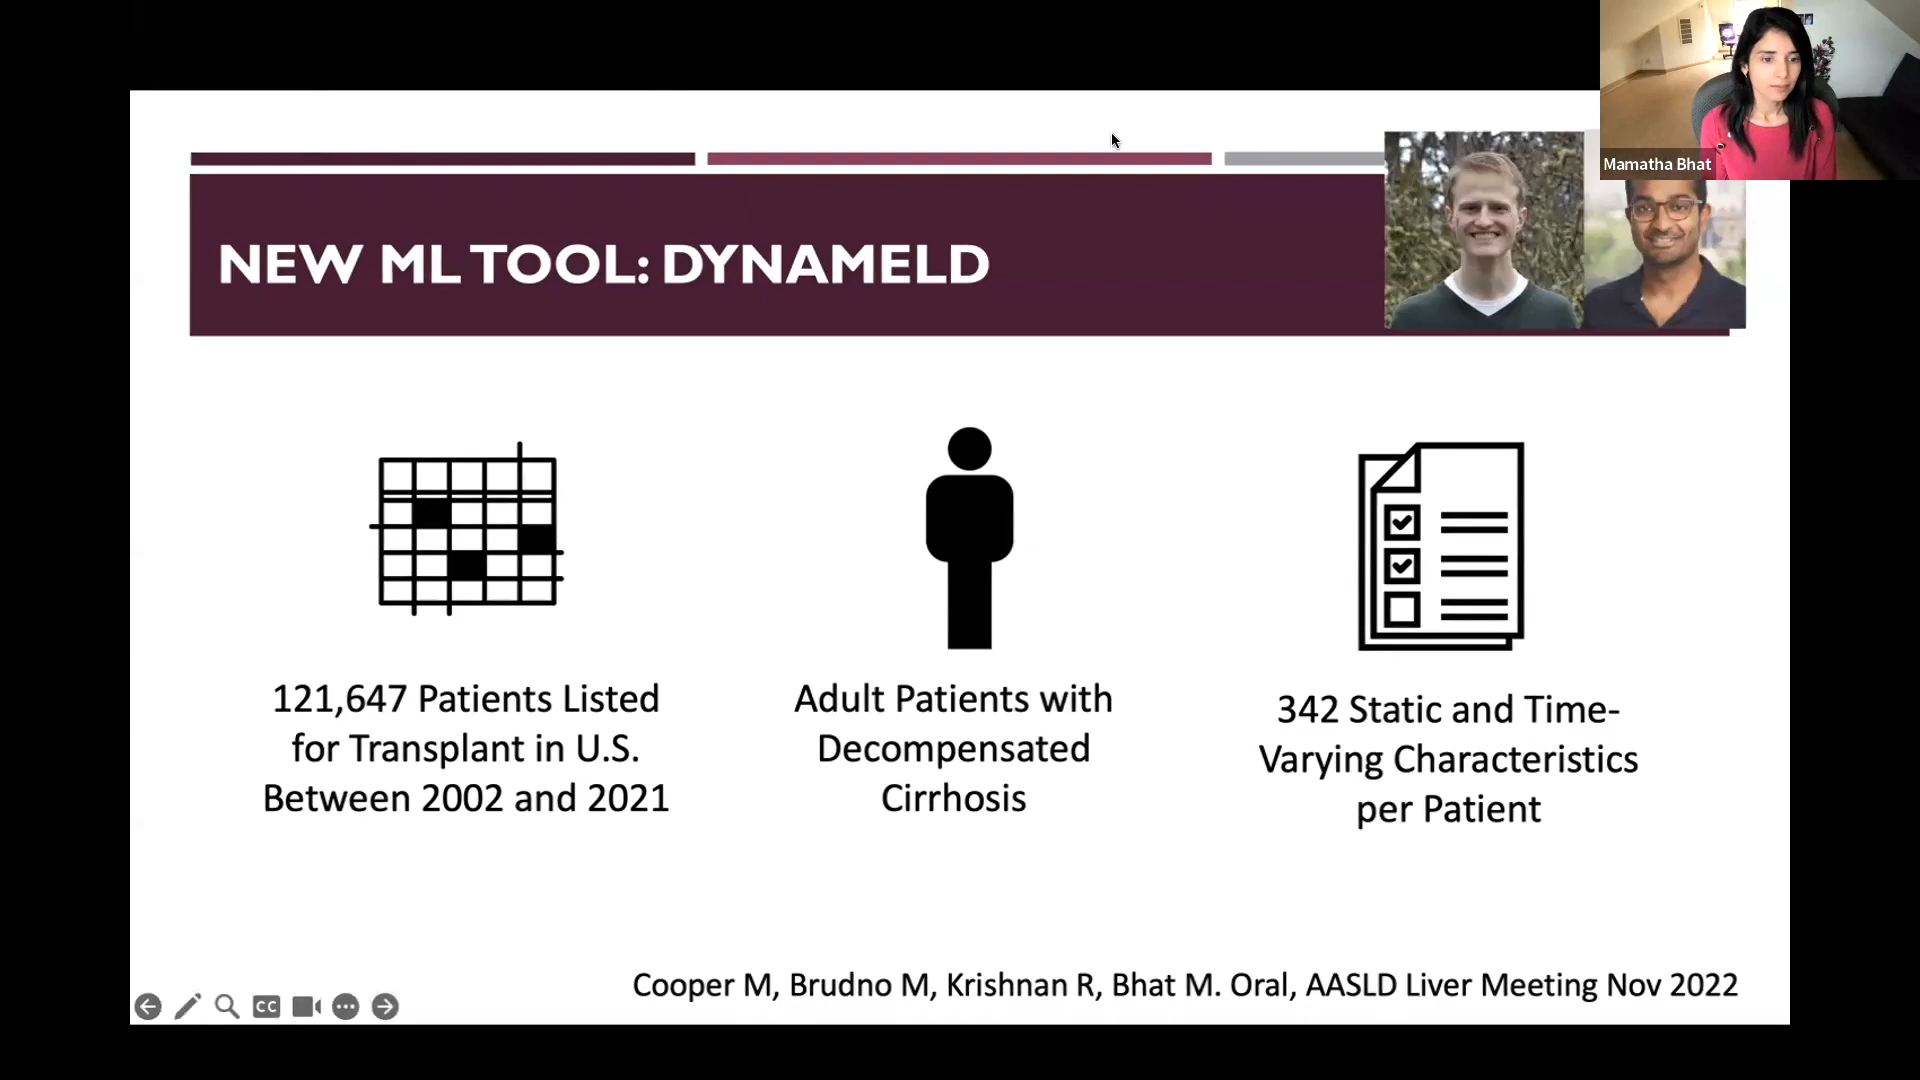 Mamatha Bhat
NEW ML TOOL: DYNAMELD
121,647 Patients Listed
for Transplant in U.S.
Between 2002 and 2021
Adult Patients with
Decompensated
Cirrhosis
342 Static and Time-
Varying Characteristics
per Patient
Cooper M, Brudno M, Krishnan R, Bhat M. Oral, AASLD Liver Meeting Nov 2022
CC